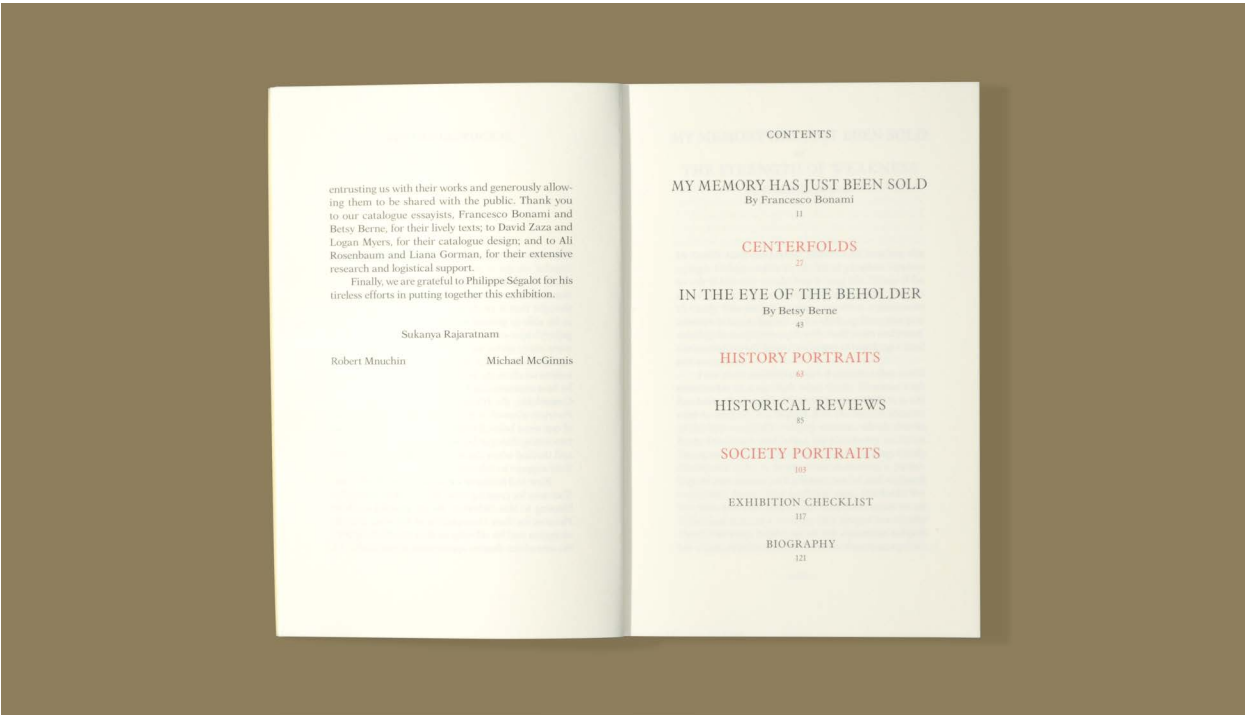 entrusting us with their works and generously allow-
ing them to be shared with the public. Thank you
to our catalogue essayists, Francesco Bonami and
Betsy Berne, for their lively texts; to David Zaza and
Logan Myers, for their catalogue design; and to Ali
Rosenbaum and Liana Gorman, for their extensive
research and logistical support.
Finally, we are grateful to Philippe Ségalot for his
tireless efforts in putting together this exhibition.
Sukanya Rajaratnam
Robert Mnuchin Michael McGinnis
CONTENTS
MY MEMORY HAS JUST BEEN SOLD
By Francesco Bonami
11
CENTERFOLDS
27
IN THE EYE OF THE BEHOLDER
By Betsy Berne
43
HISTORY PORTRAITS
63
HISTORICAL REVIEWS
85
SOCIETY PORTRAITS
103
EXHIBITION CHECKLIST
117
BIOGRAPHY
121